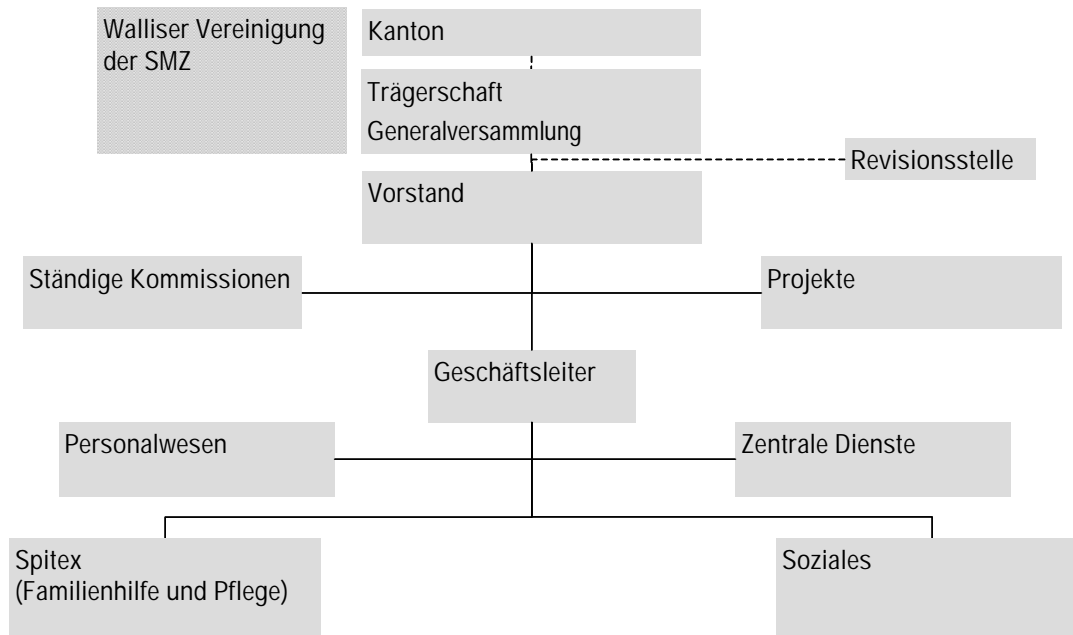 Walliser Vereinigung
der SMZ
Kanton
Trägerschaft
Generalversammlung
Revisionsstelle
Vorstand
Ständige Kommissionen
Projekte
Geschäftsleiter
Personalwesen
Zentrale Dienste
Spitex
(Familienhilfe und Pflege)
Soziales